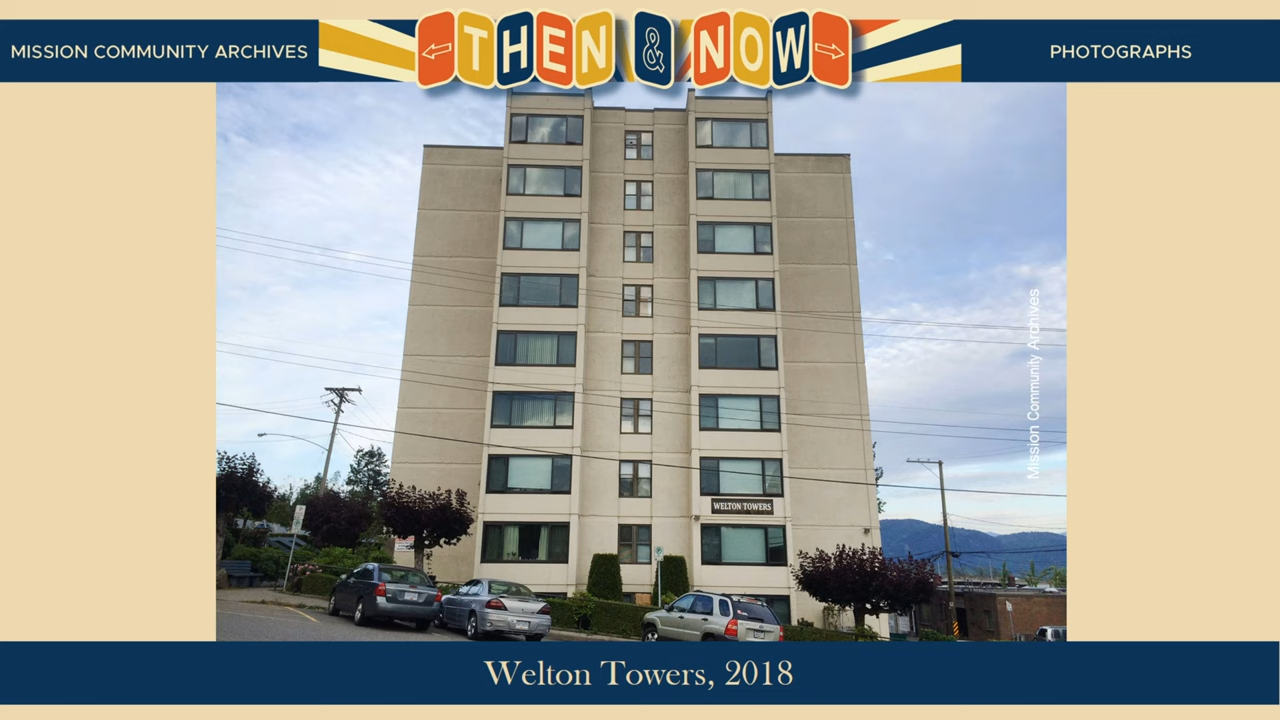 MISSION COMMUNITY ARCHIVES
THEN & NOW
PHOTOGRAPHS
Mission Community Archives
WELTON TOWERS
Welton Towers, 2018